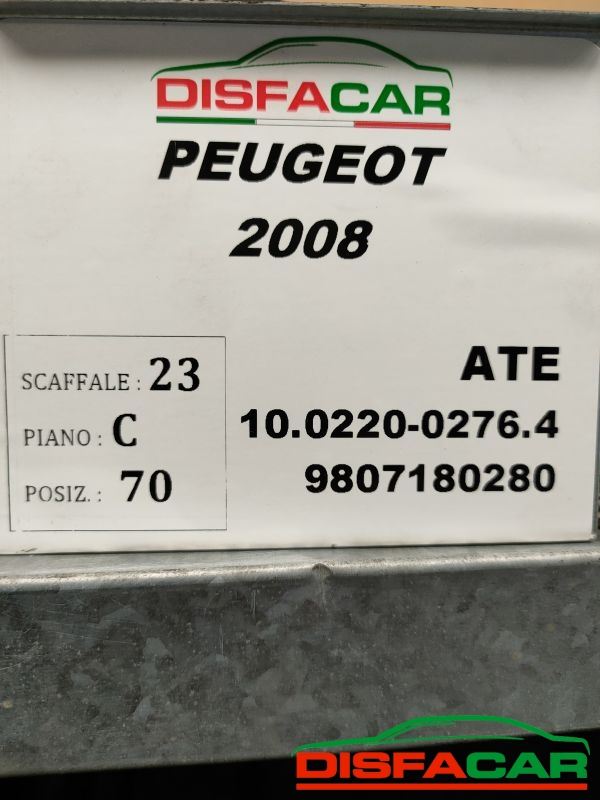 DISFACAR
PEUGEOT
2008
SCAFFALE : 23
PIANO : C
POSIZ. : 70
ATE
10.0220-0276.4
9807180280
DISFACAR